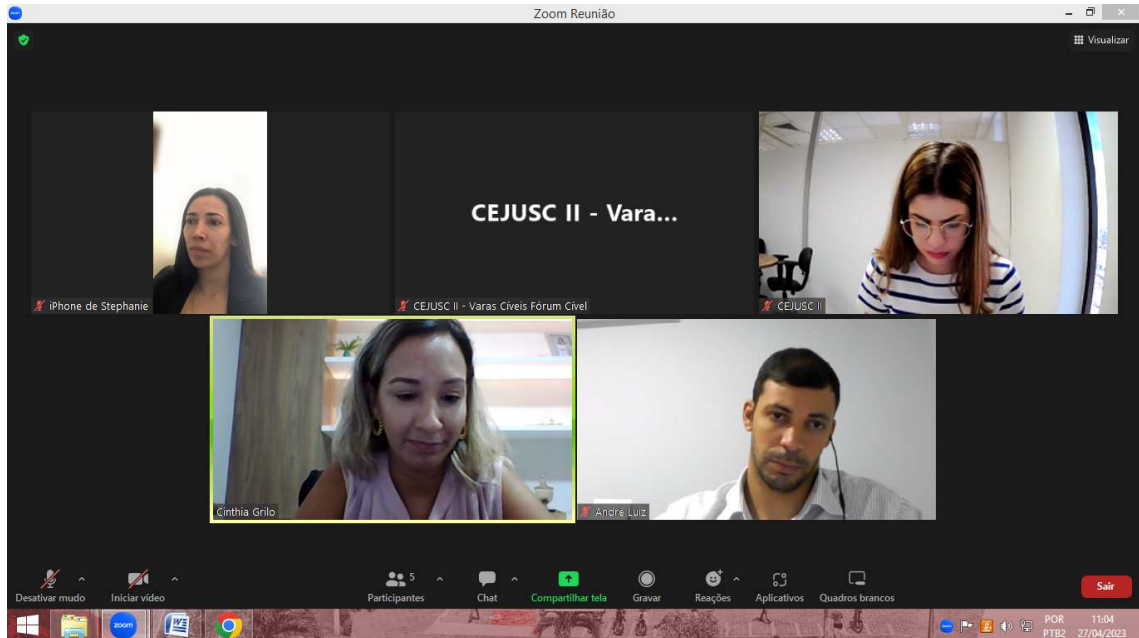 zoom
Zoom Reunião
Visualizar
CEJUSC II - Vara...
iPhone de Stephanie
CEJUSC II - Varas Cíveis Fórum Cível
CEJUSC II
Cinthia Grilo
André Luiz
Desativar mudo
Iniciar vídeo
Participantes
5
Chat
Compartilhar tela
Gravar
Reações
Aplicativos
Quadros brancos
Sair
zoom
W
POR
PTB2
11:04
27/04/2023